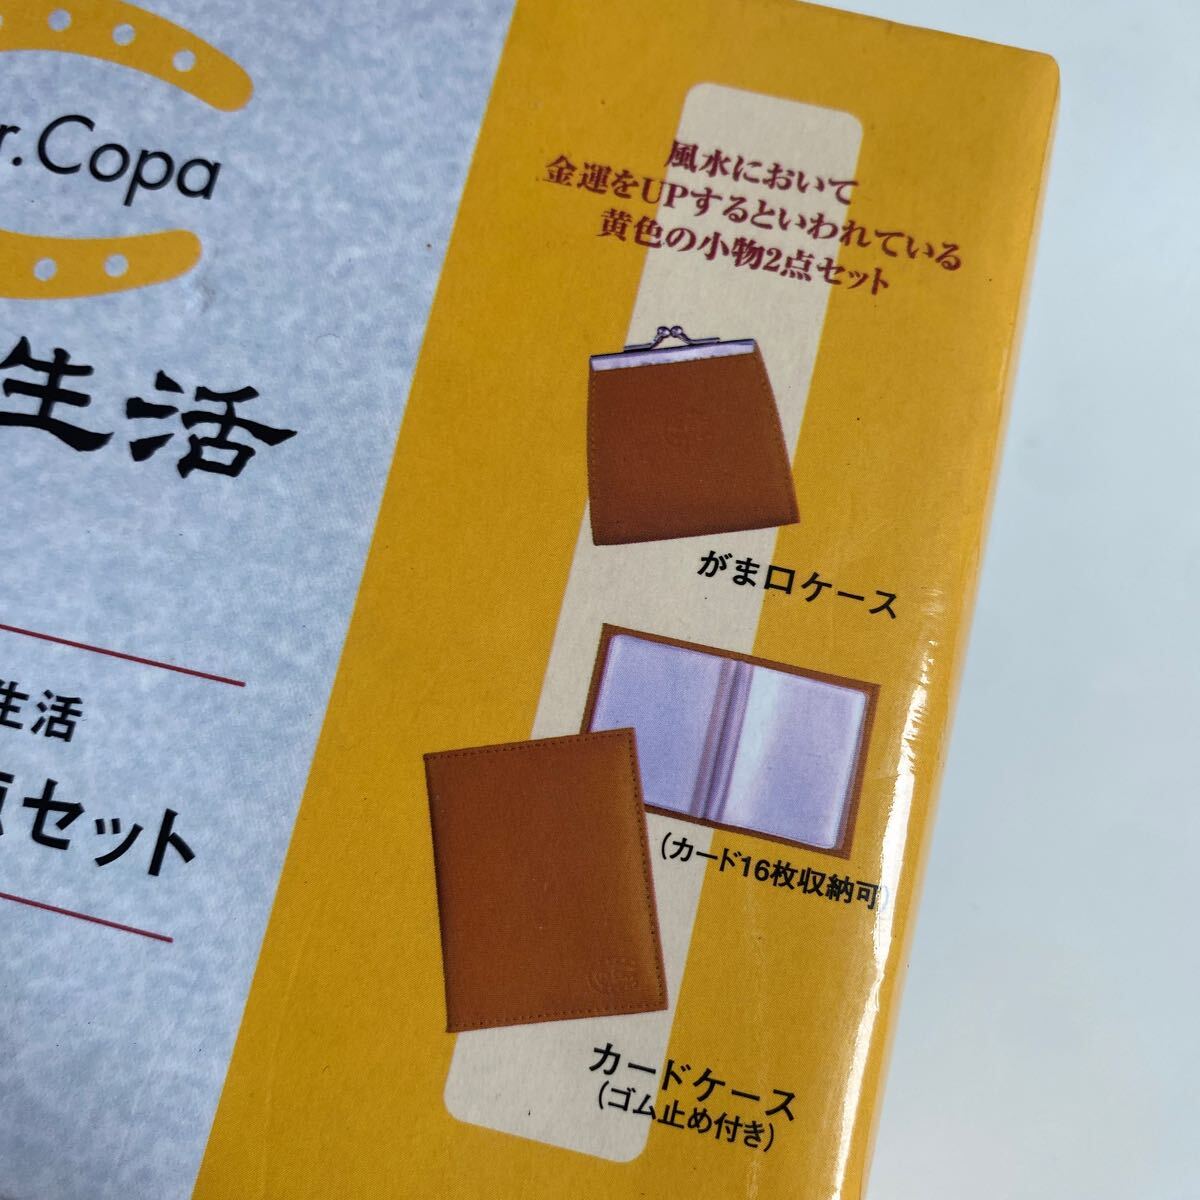 r.Copa
生活
生活
点セット
風水において
金運をUPするといわれている
黄色の小物2点セット
がま口ケース
(カード16枚収納可)
カードケース
(ゴム止め付き)